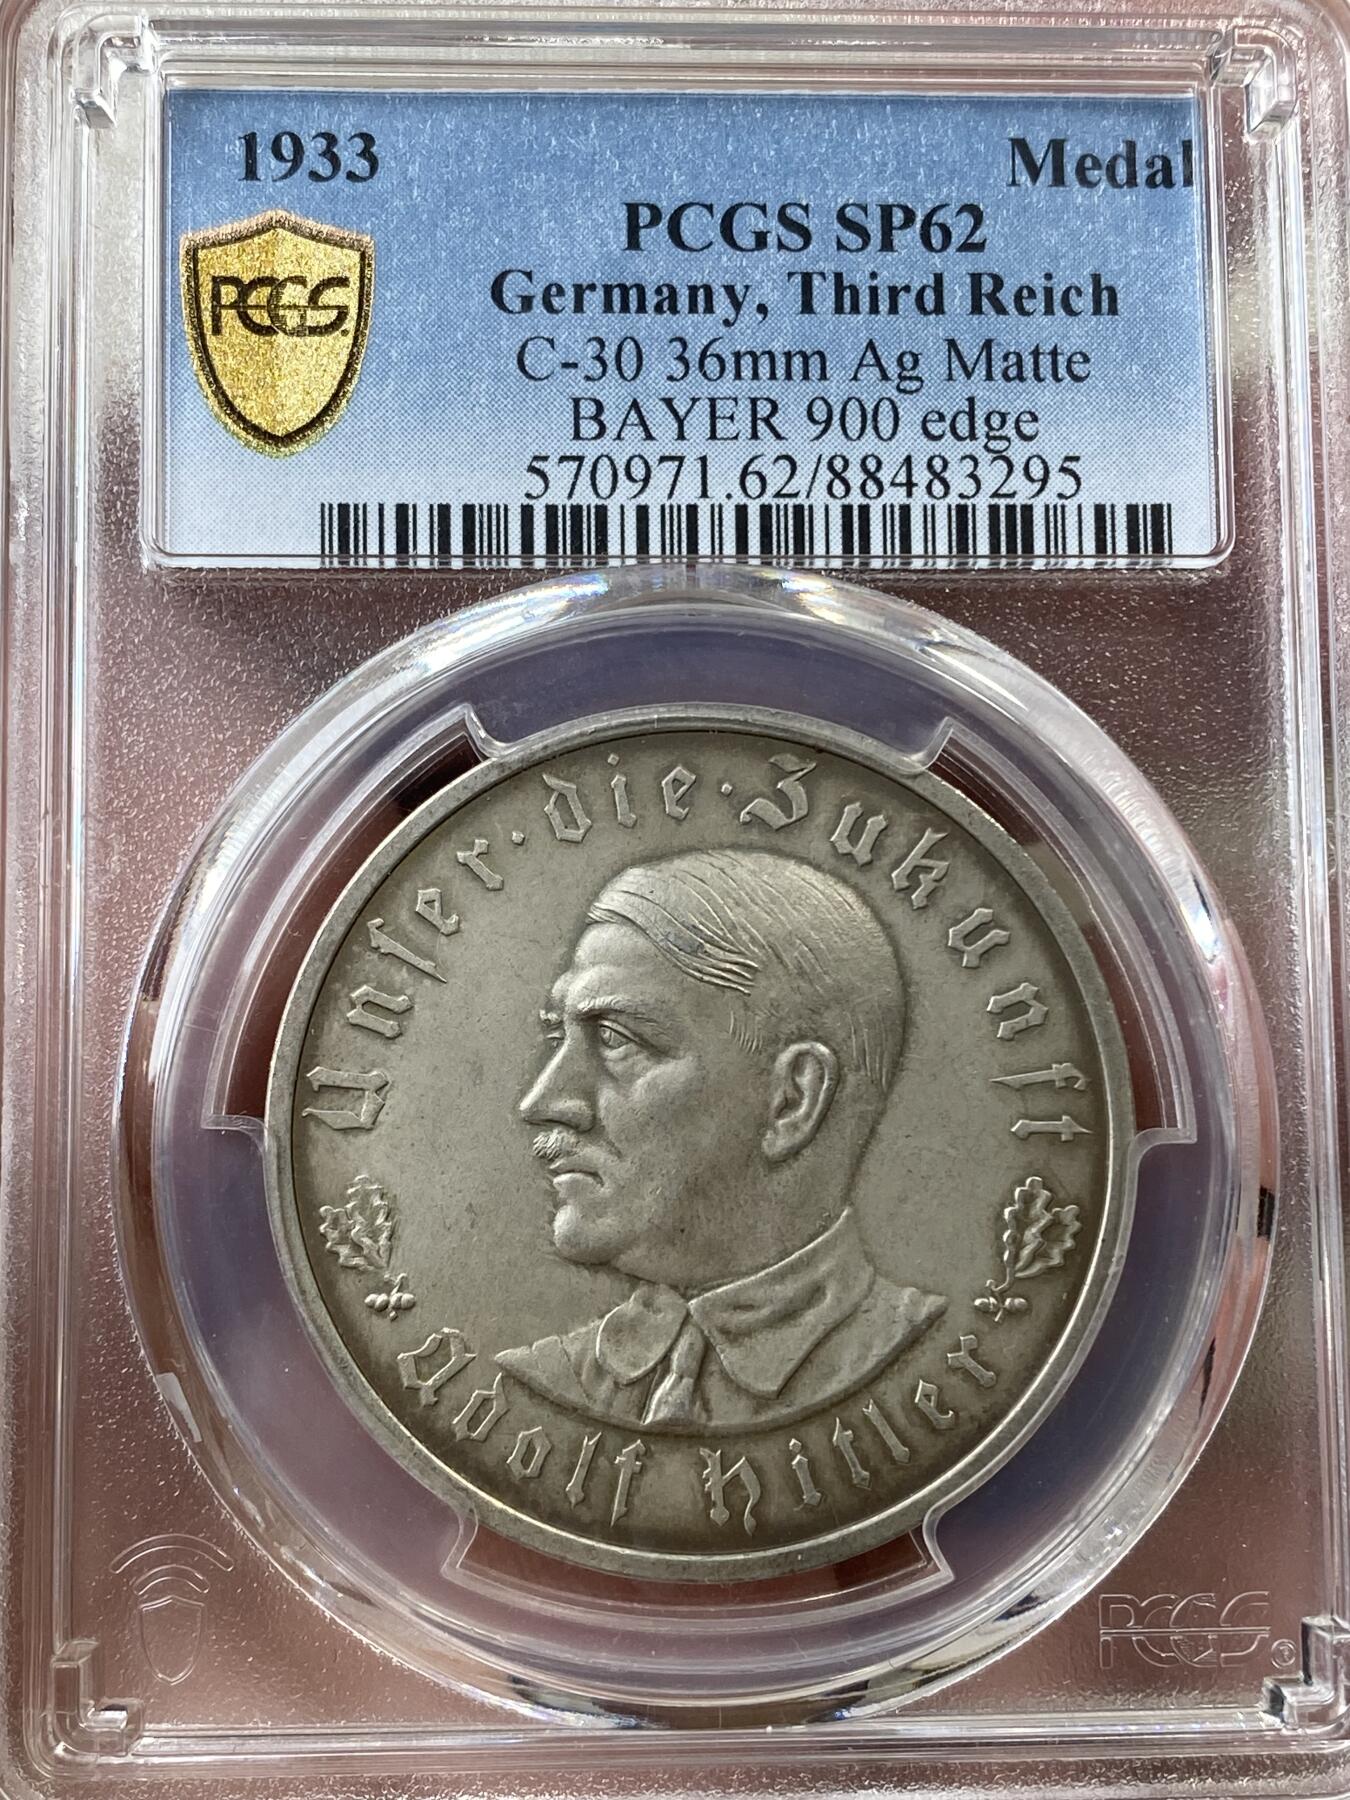 1933 Medal
PCGS SP62
Germany, Third Reich
C-30 36mm Ag Matte
BAYER 900 edge
570971.62/88483295
PCGS
Unser · die · Zukunft
Adolf Hitler
PCGS